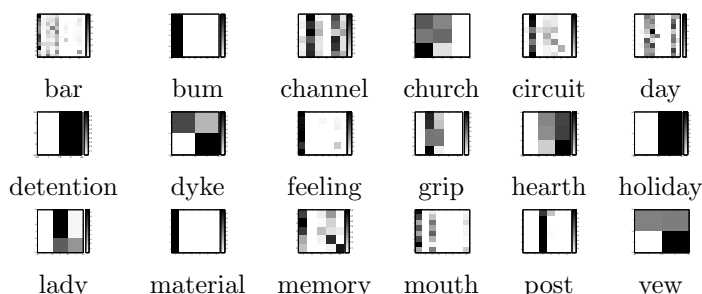 bar bum channel church circuit day
detention dyke feeling grip hearth holiday
lady material memory mouth post yew